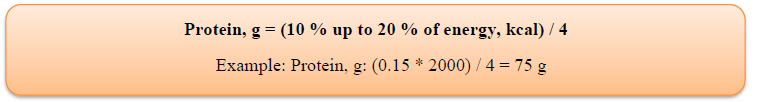 Protein, g = (10 % up to 20 % of energy, kcal) / 4
Example: Protein, g: (0.15 * 2000) / 4 = 75 g